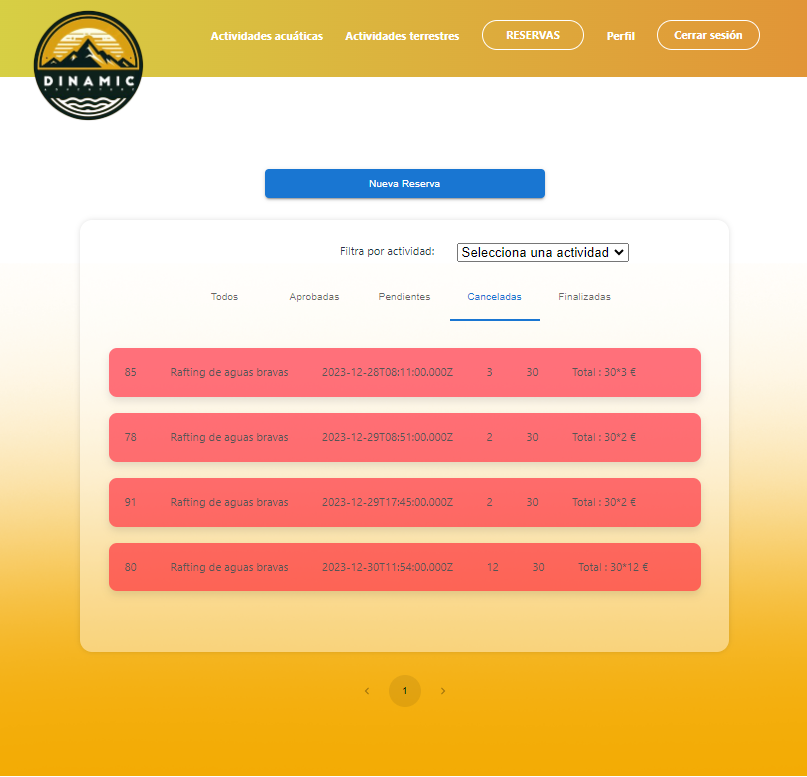 Actividades acuáticas Actividades terrestres RESERVAS Perfil Cerrar sesión
DINAMIC
Nueva Reserva
Filtra por actividad: Selecciona una actividad
Todos Aprobadas Pendientes Canceladas Finalizadas
85 Rafting de aguas bravas 2023-12-28T08:11:00.000Z 3 30 Total : 30*3 €
78 Rafting de aguas bravas 2023-12-29T08:51:00.000Z 2 30 Total : 30*2 €
91 Rafting de aguas bravas 2023-12-29T17:45:00.000Z 2 30 Total : 30*2 €
80 Rafting de aguas bravas 2023-12-30T11:54:00.000Z 12 30 Total : 30*12 €
‹ 1 ›